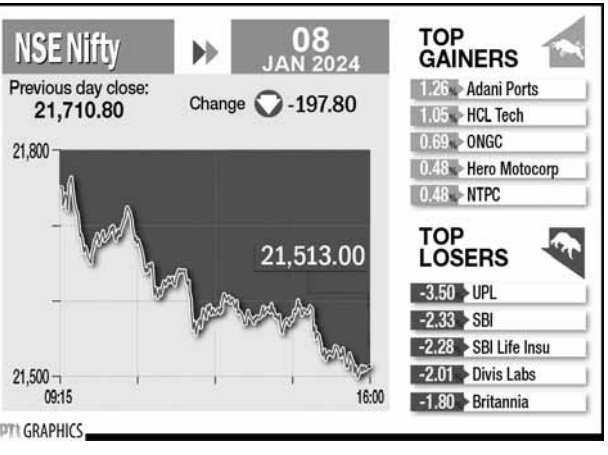 NSE Nifty
08
JAN 2024
Previous day close:
21,710.80
Change -197.80
21,800
21,513.00
21,500
09:15
16:00
TOP
GAINERS
1.26% Adani Ports
1.05% HCL Tech
0.69% ONGC
0.48% Hero Motocorp
0.48% NTPC
TOP
LOSERS
-3.50 UPL
-2.33 SBI
-2.28 SBI Life Insu
-2.01 Divis Labs
-1.80 Britannia
PTI GRAPHICS